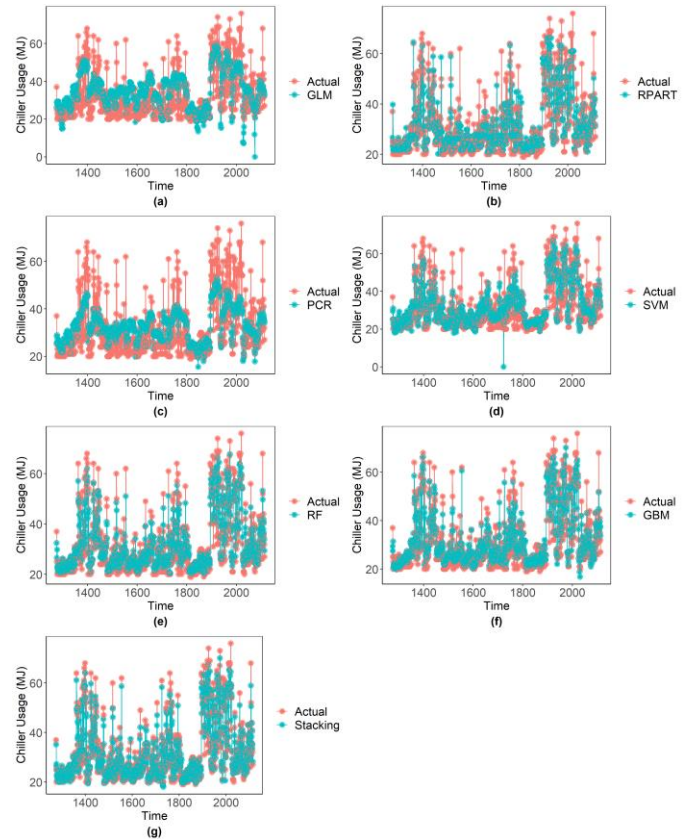 Chiller Usage (MJ)
60
40
20
0
1400 1600 1800 2000
Time
Actual
GLM
(a)
Chiller Usage (MJ)
60
40
20
1400 1600 1800 2000
Time
Actual
RPART
(b)
Chiller Usage (MJ)
60
40
20
1400 1600 1800 2000
Time
Actual
PCR
(c)
Chiller Usage (MJ)
60
40
20
0
1400 1600 1800 2000
Time
Actual
SVM
(d)
Chiller Usage (MJ)
60
40
20
1400 1600 1800 2000
Time
Actual
RF
(e)
Chiller Usage (MJ)
60
40
20
1400 1600 1800 2000
Time
Actual
GBM
(f)
Chiller Usage (MJ)
60
40
20
1400 1600 1800 2000
Time
Actual
Stacking
(g)